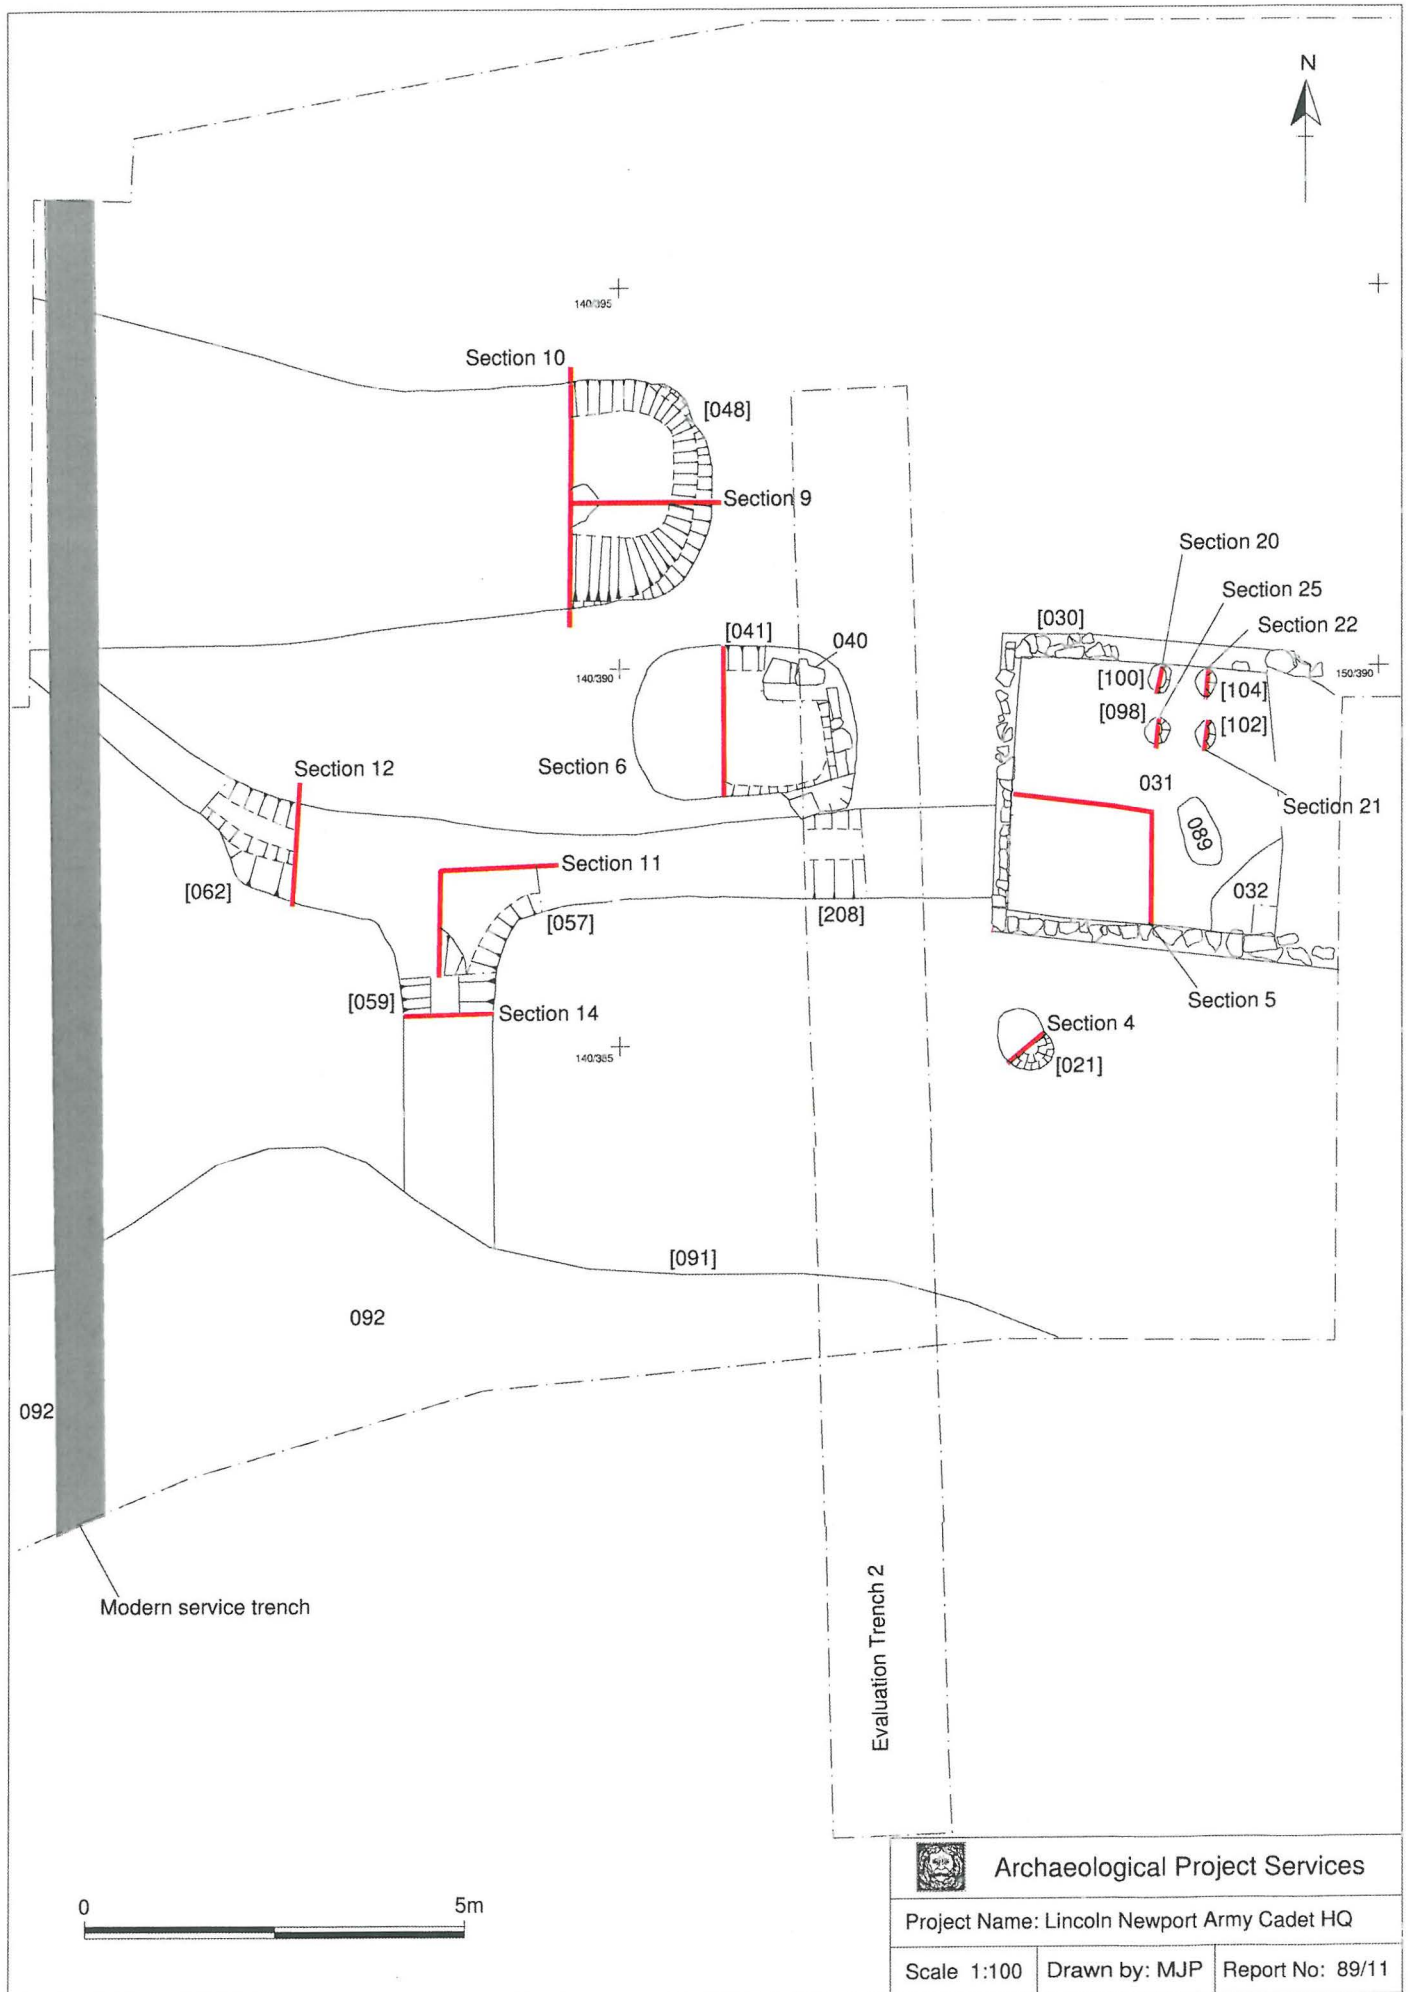 N
140/395
Section 10
[048]
Section 9
Section 20
Section 25
[030]
Section 22
[041]
040
140/390
150/390
[100]
[104]
[098]
[102]
Section 12
Section 6
031
Section 21
089
Section 11
[062]
032
[057]
[208]
[059]
Section 14
Section 5
Section 4
140/385
[021]
[091]
092
092
Modern service trench
Evaluation Trench 2
0 5m
Archaeological Project Services
Project Name: Lincoln Newport Army Cadet HQ
Scale 1:100 Drawn by: MJP Report No: 89/11